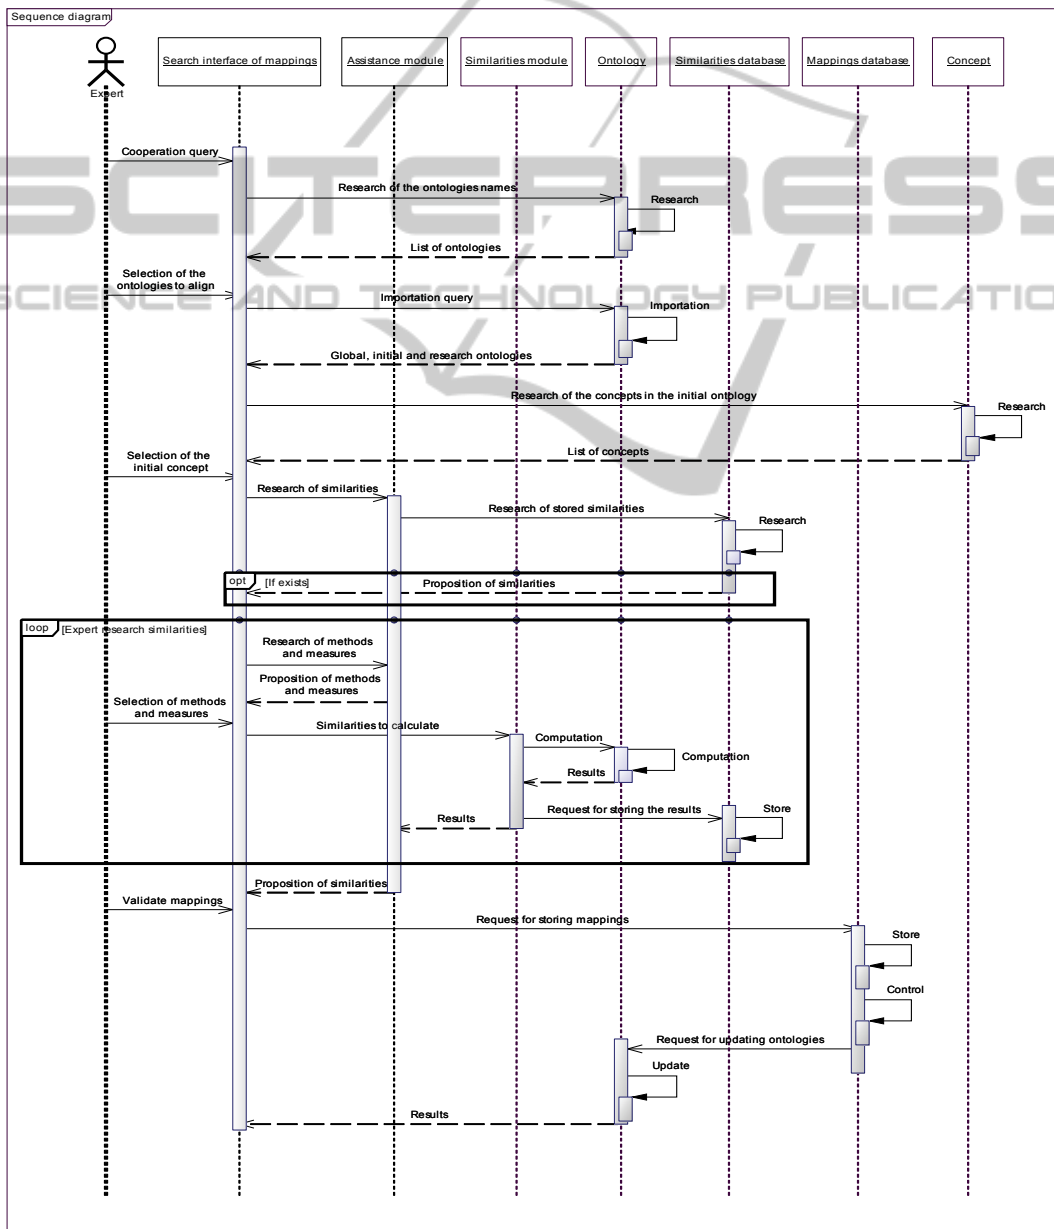 Sequence diagram
Search interface of mappings
Assistance module
Similarities module
Ontology
Similarities database
Mappings database
Concept
Expert
Cooperation query
Research of the ontologies names
Research
List of ontologies
SCITEPRESS
Selection of the
ontologies to align
SCIENCE AND TECHNOLOGY PUBLICATIO
Importation query
Importation
Global, initial and research ontologies
Research of the concepts in the initial ontology
Research
List of concepts
Selection of the
initial concept
Research of similarities
Research of stored similarities
Research
opt
[If exists]
Proposition of similarities
loop
[Expert research similarities]
Research of methods
and measures
Proposition of methods
and measures
Selection of methods
and measures
Similarities to calculate
Computation
Computation
Results
Request for storing the results
Store
Results
Proposition of similarities
Validate mappings
Request for storing mappings
Store
Control
Request for updating ontologies
Update
Results